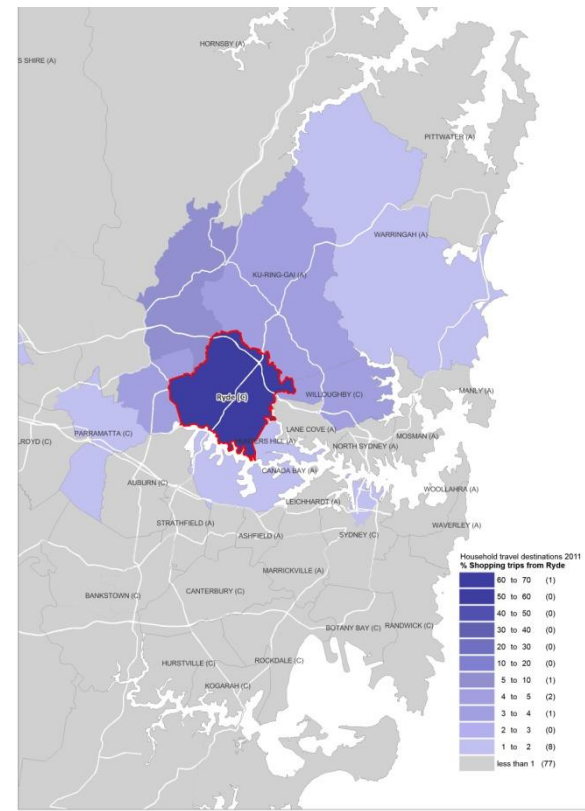 HORNSBY (A)
S SHIRE (A)
PITTWATER (A)
WARRINGAH (A)
KU-RING-GAI (A)
Ryde (C)
WILLOUGHBY (C)
MANLY (A)
LANE COVE (A)
MOSMAN (A)
PARRAMATTA (C)
HUNTERS HILL (A)
NORTH SYDNEY (A)
LROYD (C)
CANADA BAY (A)
AUBURN (C)
WOOLLAHRA (A)
LEICHHARDT (A)
STRATHFIELD (A)
WAVERLEY (A)
ASHFIELD (A)
SYDNEY (C)
MARRICKVILLE (A)
BANKSTOWN (C)
CANTERBURY (C)
BOTANY BAY (C)
RANDWICK (C)
HURSTVILLE (C)
ROCKDALE (C)
KOGARAH (C)
Household travel destinations 2011
% Shopping trips from Ryde
60 to 70 (1)
50 to 60 (0)
40 to 50 (0)
30 to 40 (0)
20 to 30 (0)
10 to 20 (0)
5 to 10 (1)
4 to 5 (2)
3 to 4 (1)
2 to 3 (0)
1 to 2 (8)
less than 1 (77)